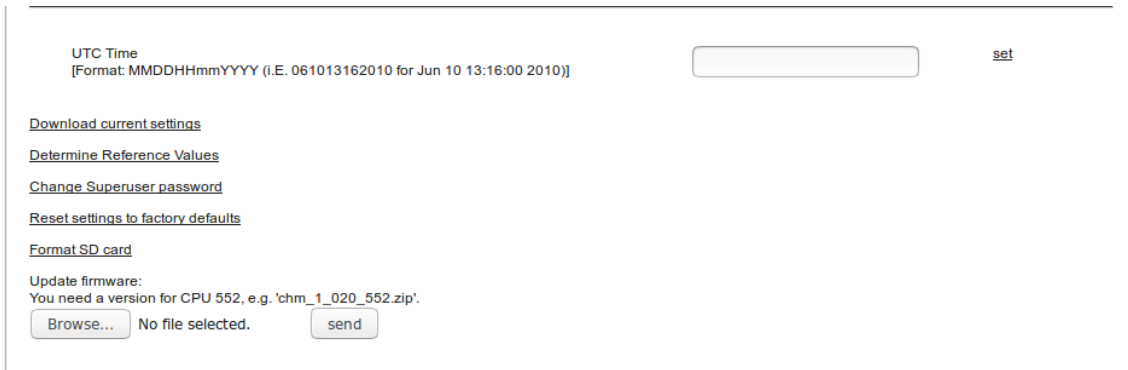 UTC Time
[Format: MMDDHHmmYYYY (i.E. 061013162010 for Jun 10 13:16:00 2010)]
set
Download current settings
Determine Reference Values
Change Superuser password
Reset settings to factory defaults
Format SD card
Update firmware:
You need a version for CPU 552, e.g. 'chm_1_020_552.zip'.
Browse... No file selected. send